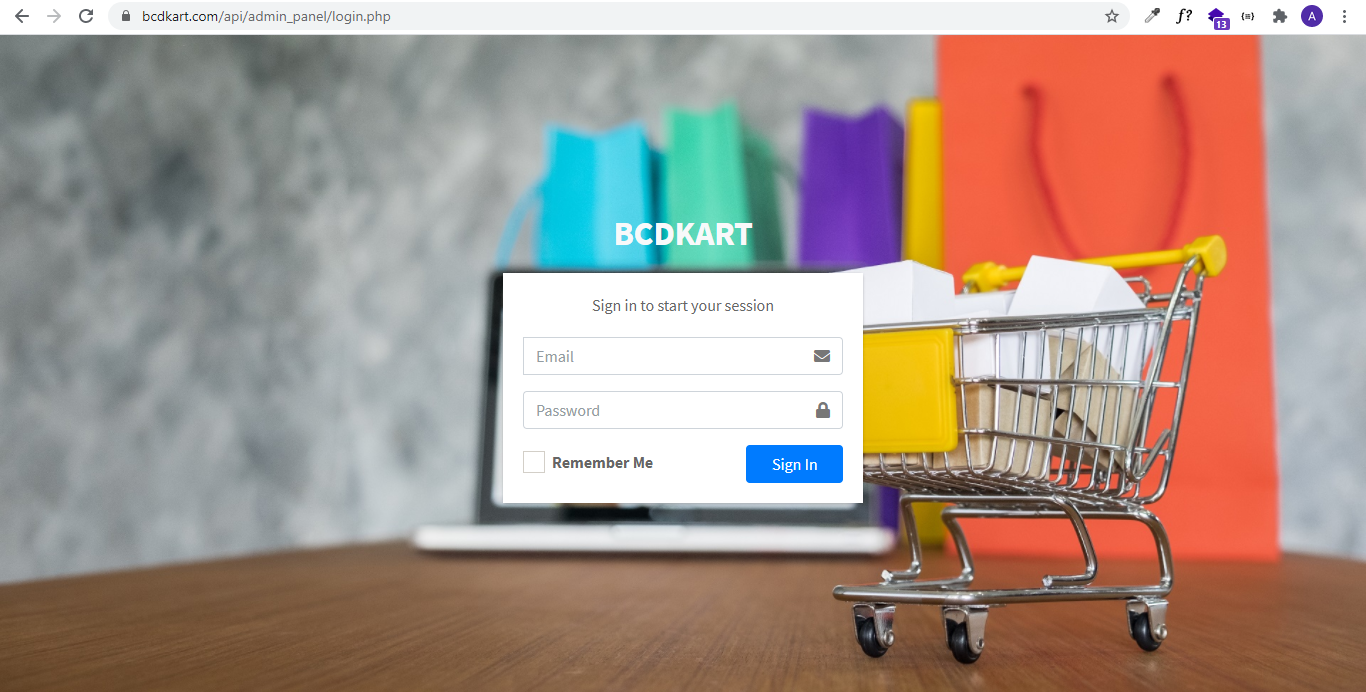 bcdkart.com/api/admin_panel/login.php
f?
13
A
BCDKART
Sign in to start your session
Email
Password
Remember Me
Sign In